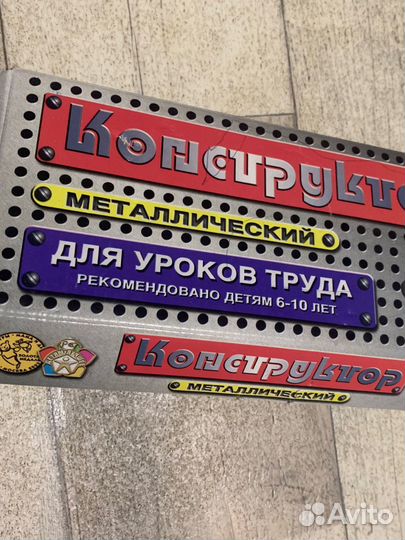 Конструкто
МЕТАЛЛИЧЕСКИЙ
ДЛЯ УРОКОВ ТРУДА
РЕКОМЕНДОВАНО ДЕТЯМ 6-10 ЛЕТ
Конструктор
МЕТАЛЛИЧЕСКИЙ
Avito